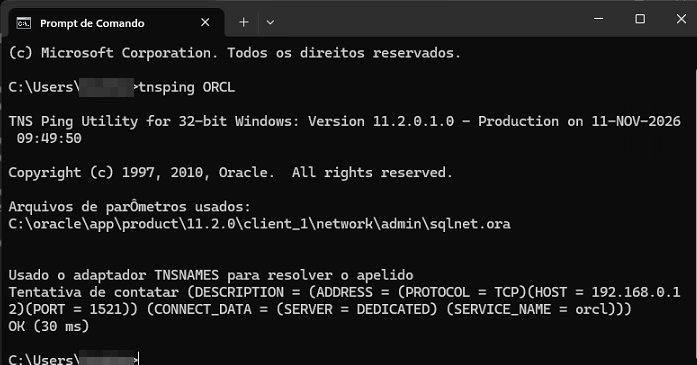 Prompt de Comando
(c) Microsoft Corporation. Todos os direitos reservados.
C:\Users\>tnsping ORCL
TNS Ping Utility for 32-bit Windows: Version 11.2.0.1.0 - Production on 11-NOV-2026
09:49:50
Copyright (c) 1997, 2010, Oracle.  All rights reserved.
Arquivos de parÔmetros usados:
C:\oracle\app\product\11.2.0\client_1\network\admin\sqlnet.ora
Usado o adaptador TNSNAMES para resolver o apelido
Tentativa de contatar (DESCRIPTION = (ADDRESS = (PROTOCOL = TCP)(HOST = 192.168.0.1
2)(PORT = 1521)) (CONNECT_DATA = (SERVER = DEDICATED) (SERVICE_NAME = orcl)))
OK (30 ms)
C:\Users\>